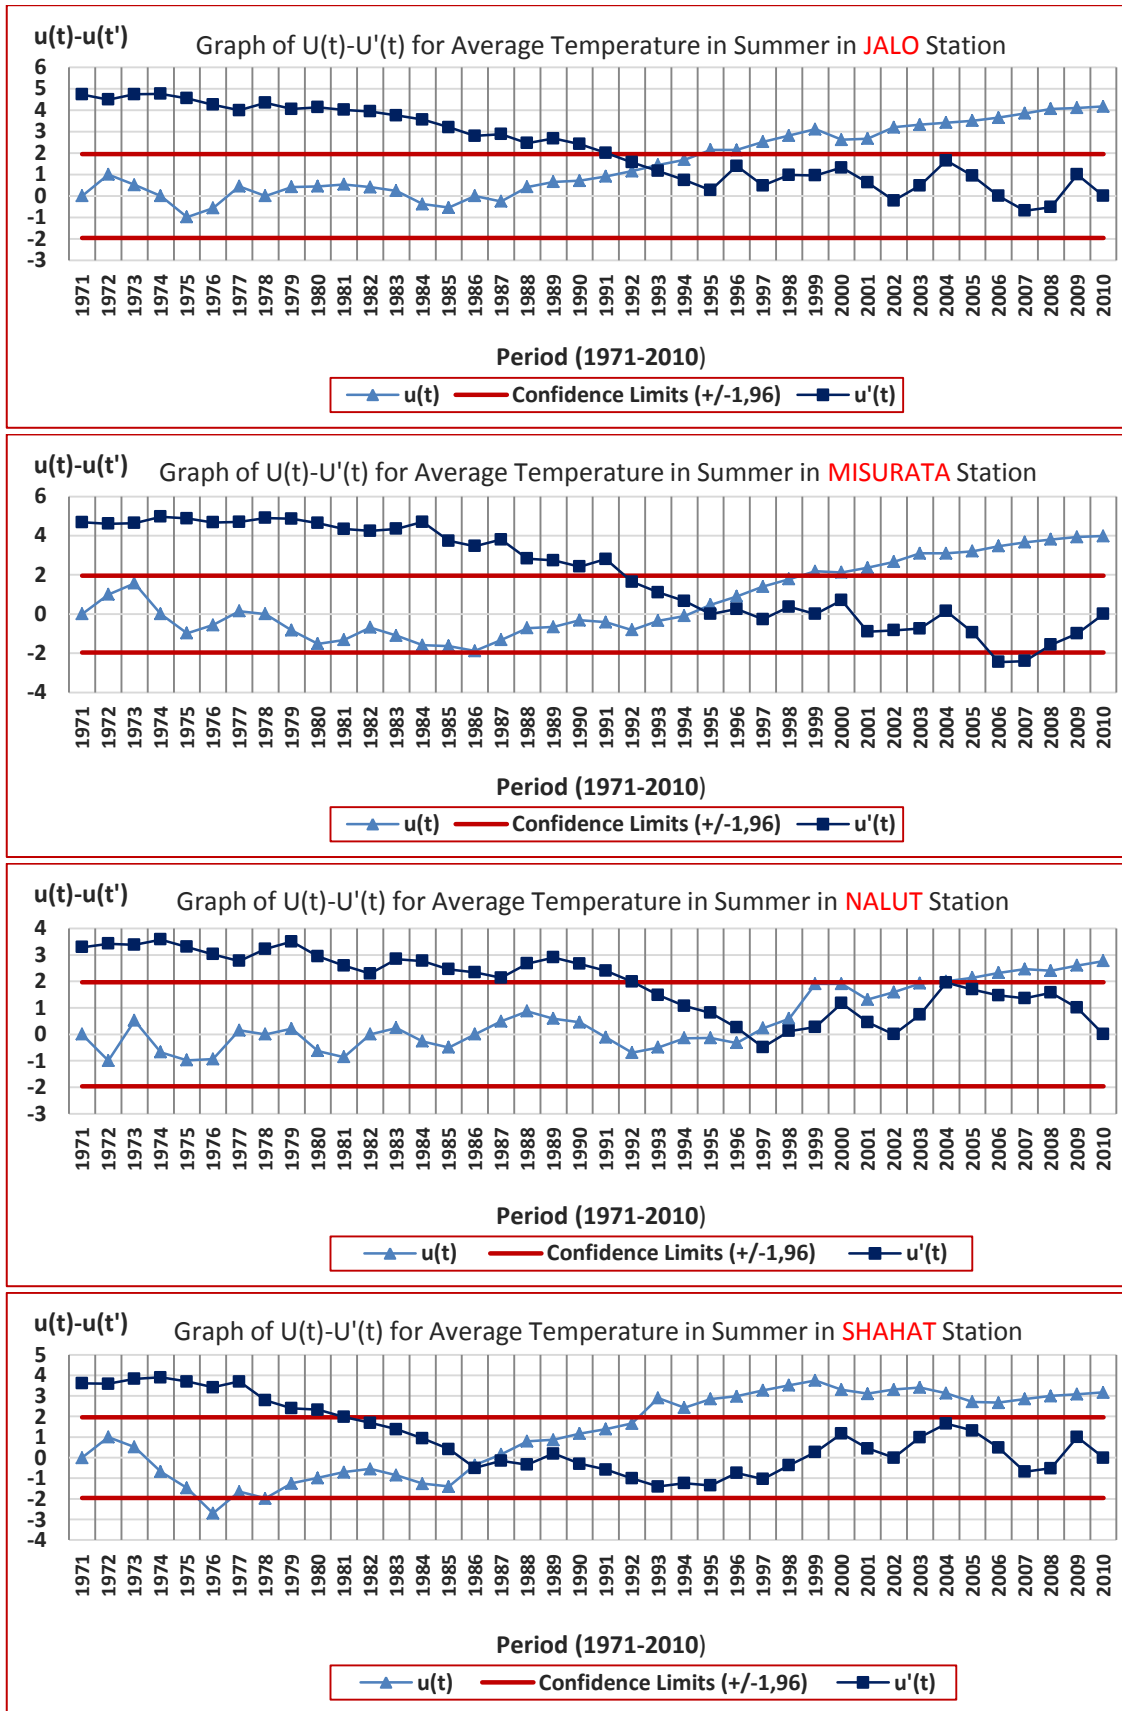 u(t)-u(t')
Graph of U(t)-U'(t) for Average Temperature in Summer in JALO Station
6
5
4
3
2
1
0
-1
-2
-3
1971 1972 1973 1974 1975 1976 1977 1978 1979 1980 1981 1982 1983 1984 1985 1986 1987 1988 1989 1990 1991 1992 1993 1994 1995 1996 1997 1998 1999 2000 2001 2002 2003 2004 2005 2006 2007 2008 2009 2010
Period (1971-2010)
u(t) Confidence Limits (+/-1,96) u'(t)
u(t)-u(t')
Graph of U(t)-U'(t) for Average Temperature in Summer in MISURATA Station
6
4
2
0
-2
-4
1971 1972 1973 1974 1975 1976 1977 1978 1979 1980 1981 1982 1983 1984 1985 1986 1987 1988 1989 1990 1991 1992 1993 1994 1995 1996 1997 1998 1999 2000 2001 2002 2003 2004 2005 2006 2007 2008 2009 2010
Period (1971-2010)
u(t) Confidence Limits (+/-1,96) u'(t)
u(t)-u(t')
Graph of U(t)-U'(t) for Average Temperature in Summer in NALUT Station
4
3
2
1
0
-1
-2
-3
1971 1972 1973 1974 1975 1976 1977 1978 1979 1980 1981 1982 1983 1984 1985 1986 1987 1988 1989 1990 1991 1992 1993 1994 1995 1996 1997 1998 1999 2000 2001 2002 2003 2004 2005 2006 2007 2008 2009 2010
Period (1971-2010)
u(t) Confidence Limits (+/-1,96) u'(t)
u(t)-u(t')
Graph of U(t)-U'(t) for Average Temperature in Summer in SHAHAT Station
5
4
3
2
1
0
-1
-2
-3
-4
1971 1972 1973 1974 1975 1976 1977 1978 1979 1980 1981 1982 1983 1984 1985 1986 1987 1988 1989 1990 1991 1992 1993 1994 1995 1996 1997 1998 1999 2000 2001 2002 2003 2004 2005 2006 2007 2008 2009 2010
Period (1971-2010)
u(t) Confidence Limits (+/-1,96) u'(t)